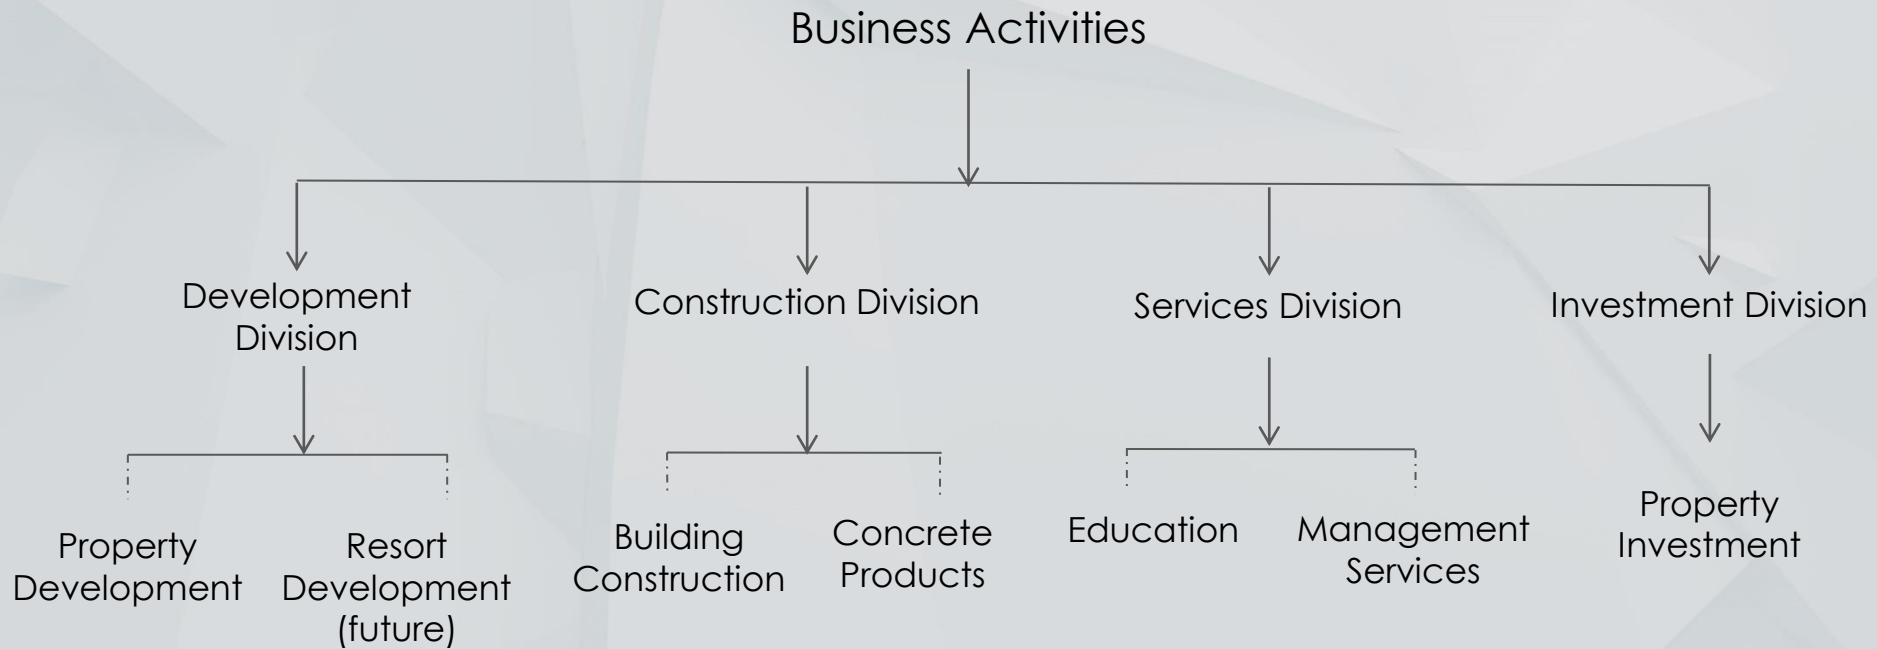 Business Activities
Development
Division
Construction Division
Services Division
Investment Division
Property
Development
Resort
Development
(future)
Building
Construction
Concrete
Products
Education
Management
Services
Property
Investment